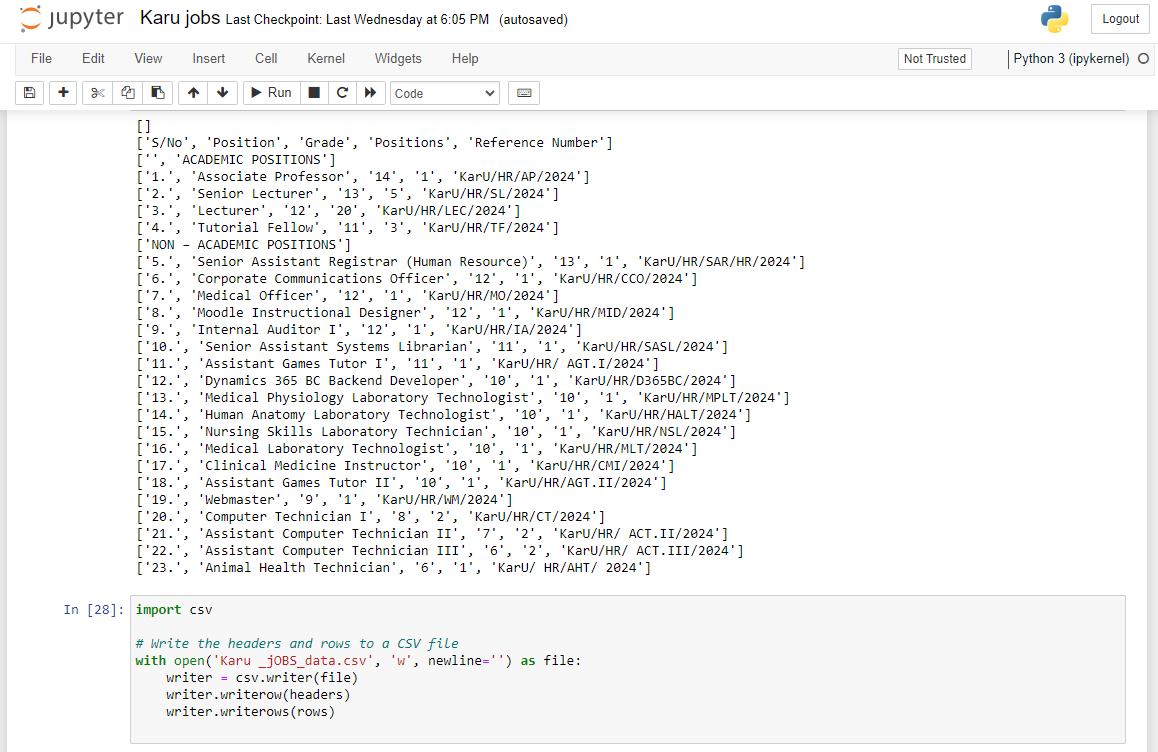 jupyter Karu jobs Last Checkpoint: Last Wednesday at 6:05 PM (autosaved)
Logout
File Edit View Insert Cell Kernel Widgets Help
Not Trusted
Python 3 (ipykernel)
Run
Code
[]
['S/No', 'Position', 'Grade', 'Positions', 'Reference Number']
['', 'ACADEMIC POSITIONS']
['1.', 'Associate Professor', '14', '1', 'KarU/HR/AP/2024']
['2.', 'Senior Lecturer', '13', '5', 'KarU/HR/SL/2024']
['3.', 'Lecturer', '12', '20', 'KarU/HR/LEC/2024']
['4.', 'Tutorial Fellow', '11', '3', 'KarU/HR/TF/2024']
['NON – ACADEMIC POSITIONS']
['5.', 'Senior Assistant Registrar (Human Resource)', '13', '1', 'KarU/HR/SAR/HR/2024']
['6.', 'Corporate Communications Officer', '12', '1', 'KarU/HR/CCO/2024']
['7.', 'Medical Officer', '12', '1', 'KarU/HR/MO/2024']
['8.', 'Moodle Instructional Designer', '12', '1', 'KarU/HR/MID/2024']
['9.', 'Internal Auditor I', '12', '1', 'KarU/HR/IA/2024']
['10.', 'Senior Assistant Systems Librarian', '11', '1', 'KarU/HR/SASL/2024']
['11.', 'Assistant Games Tutor I', '11', '1', 'KarU/HR/ AGT.I/2024']
['12.', 'Dynamics 365 BC Backend Developer', '10', '1', 'KarU/HR/D365BC/2024']
['13.', 'Medical Physiology Laboratory Technologist', '10', '1', 'KarU/HR/MPLT/2024']
['14.', 'Human Anatomy Laboratory Technologist', '10', '1', 'KarU/HR/HALT/2024']
['15.', 'Nursing Skills Laboratory Technician', '10', '1', 'KarU/HR/NSL/2024']
['16.', 'Medical Laboratory Technologist', '10', '1', 'KarU/HR/MLT/2024']
['17.', 'Clinical Medicine Instructor', '10', '1', 'KarU/HR/CMI/2024']
['18.', 'Assistant Games Tutor II', '10', '1', 'KarU/HR/AGT.II/2024']
['19.', 'Webmaster', '9', '1', 'KarU/HR/WM/2024']
['20.', 'Computer Technician I', '8', '2', 'KarU/HR/CT/2024']
['21.', 'Assistant Computer Technician II', '7', '2', 'KarU/HR/ ACT.II/2024']
['22.', 'Assistant Computer Technician III', '6', '2', 'KarU/HR/ ACT.III/2024']
['23.', 'Animal Health Technician', '6', '1', 'KarU/ HR/AHT/ 2024']
In [28]: import csv
# Write the headers and rows to a CSV file
with open('Karu _jOBS_data.csv', 'w', newline='') as file:
    writer = csv.writer(file)
    writer.writerow(headers)
    writer.writerows(rows)